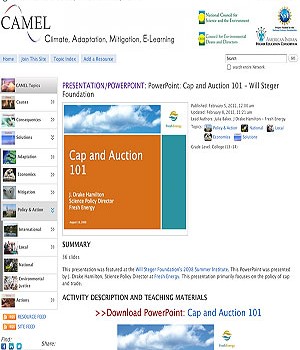 CAMEL
Climate, Adaptation, Mitigation, E-Learning
National Council for
Science and the Environment
Council of Environmental
Deans and Directors
AMERICAN INDIAN
HIGHER EDUCATION CONSORTIUM
Home
Join This Site
Topic Index
Add a Resource
GO
search entire Network
CAMEL Topics
Causes
Consequences
Solutions
Adaptation
Economics
Mitigation
Policy & Action
International
Local
National
Environmental Justice
Actions
RESOURCE FEED
SITE FEED
Find
Us:
Share:
PRESENTATION/POWERPOINT: PowerPoint: Cap and Auction 101 - Will Steger
Foundation
Cap and Auction
101
J. Drake Hamilton
Science Policy Director
Fresh Energy
Published: February 5, 2011, 12:00 am
Updated: February 8, 2012, 11:21 am
Lead Authors: Julia Baker, J Drake Hamilton - Fresh Energy
Topics:
Policy & Action
National
Local
Economics
Solutions
Grade Level: College (13-18)
SUMMARY
36 slides
This presentation was featured at the Will Steger Foundation's 2008 Summer Institute. This PowerPoint was presented
by J. Drake Hamilton, Science Policy Director at Fresh Energy. This presentation primarily focuses on the policy of cap
and trade.
ACTIVITY DESCRIPTION AND TEACHING MATERIALS
>>Download PowerPoint: Cap and Auction 101